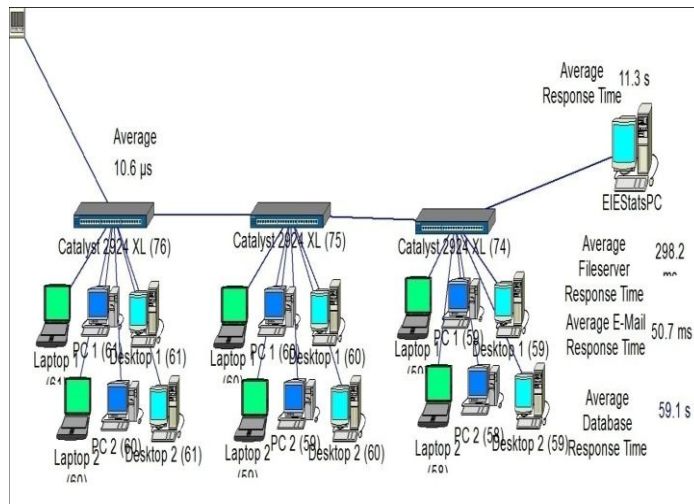 Average
Response Time
11.3 s
Average
10.6 µs
EIEStatsPC
Catalyst 2924 XL (76)
Catalyst 2924 XL (75)
Catalyst 2924 XL (74)
Average
Fileserver
Response Time
298.2
Laptop 1
PC 1 (61)
Desktop 1 (61)
PC 1 (60)
Desktop 1 (60)
PC 1 (59)
Desktop 1 (59)
Average E-Mail
Response Time
50.7 ms
Laptop 2
PC 2 (60)
Desktop 2 (61)
Laptop 2
PC 2 (59)
Desktop 2 (60)
Laptop 2
PC 2 (58)
Desktop 2 (59)
Average
Database
Response Time
59.1 s